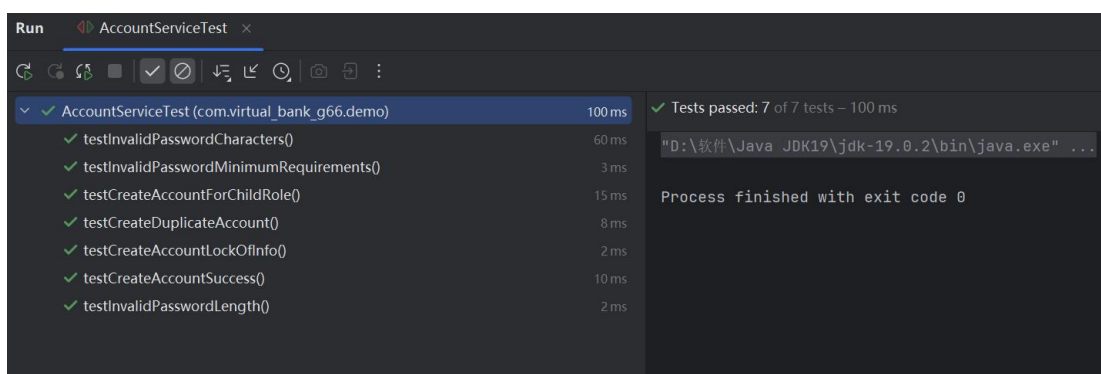 Run AccountServiceTest
AccountServiceTest (com.virtual_bank_g66.demo) 100 ms
testInvalidPasswordCharacters() 60 ms
testInvalidPasswordMinimumRequirements() 3 ms
testCreateAccountForChildRole() 15 ms
testCreateDuplicateAccount() 8 ms
testCreateAccountLockOfInfo() 2 ms
testCreateAccountSuccess() 10 ms
testInvalidPasswordLength() 2 ms
Tests passed: 7 of 7 tests – 100 ms
"D:\软件\Java JDK19\jdk-19.0.2\bin\java.exe" ...
Process finished with exit code 0